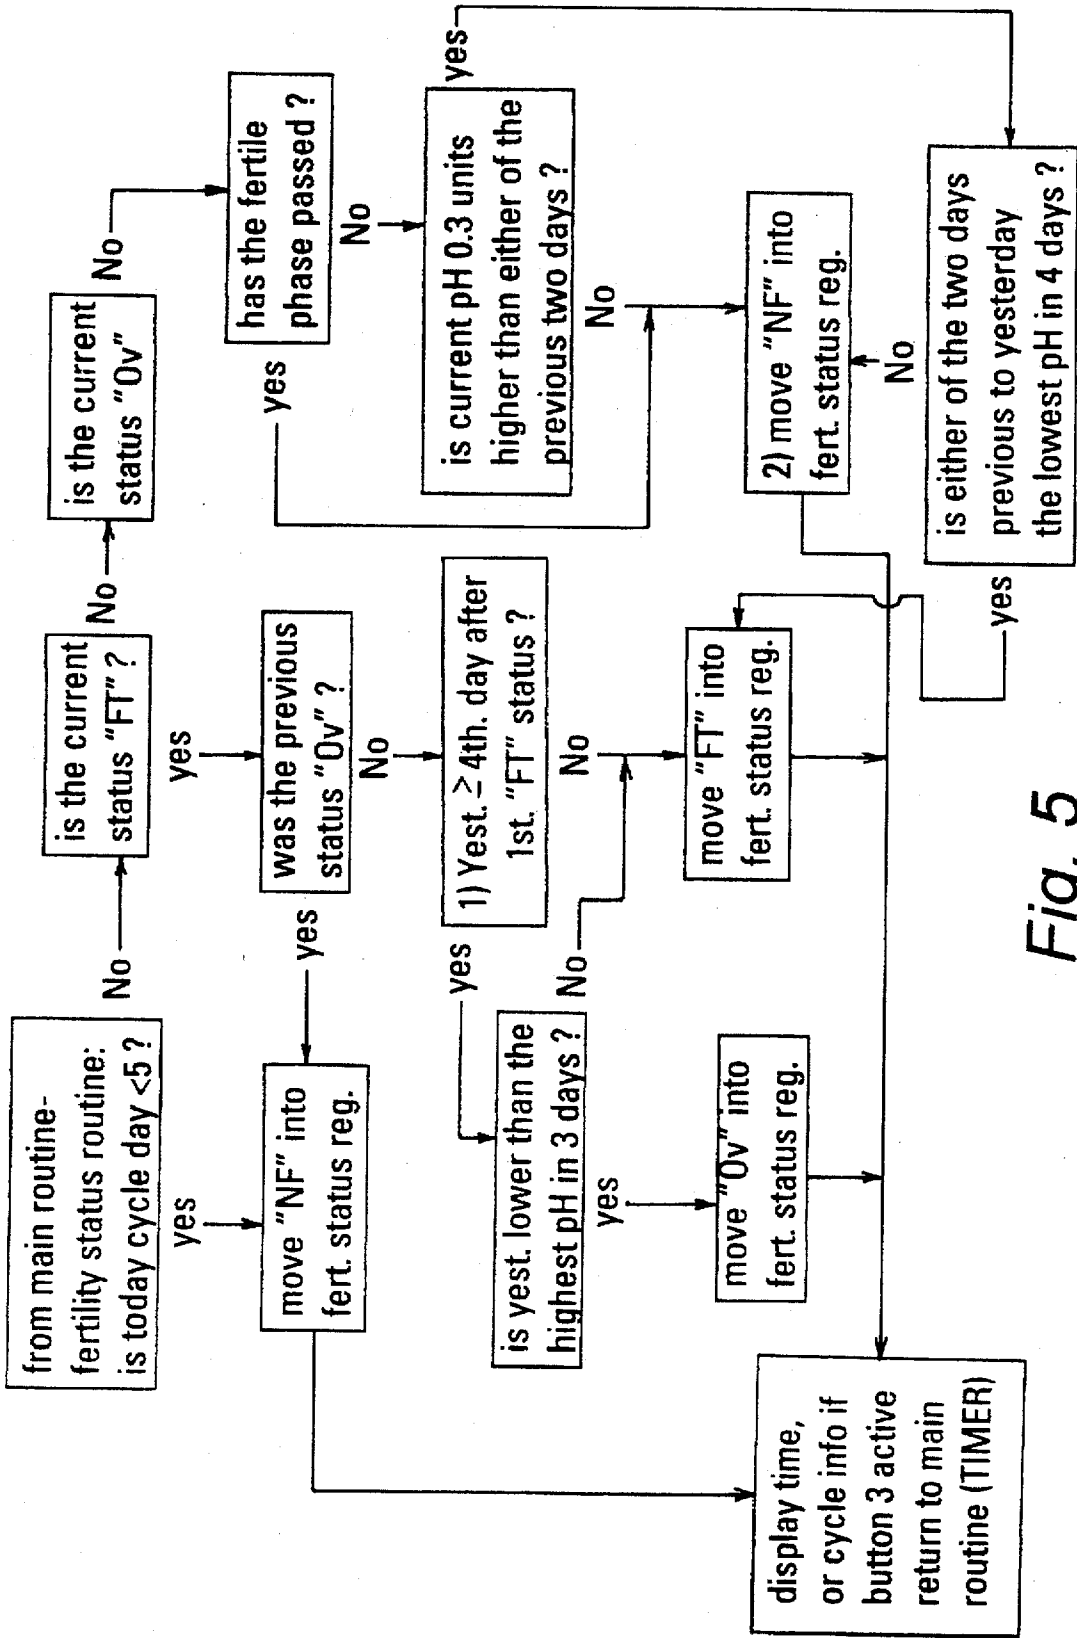 from main routine-
fertility status routine:
is today cycle day <5 ?
No
yes
is the current
status "FT" ?
No
yes
is the current
status "Ov"
No
has the fertile
phase passed ?
yes
No
was the previous
status "Ov" ?
yes
No
move "NF" into
fert. status reg.
1) Yest. ≥ 4th. day after
1st. "FT" status ?
yes
No
is current pH 0.3 units
higher than either of the
previous two days ?
yes
No
is yest. lower than the
highest pH in 3 days ?
No
yes
move "FT" into
fert. status reg.
2) move "NF" into
fert. status reg.
No
move "Ov" into
fert. status reg.
is either of the two days
previous to yesterday
the lowest pH in 4 days ?
yes
display time,
or cycle info if
button 3 active
return to main
routine (TIMER)
Fig. 5